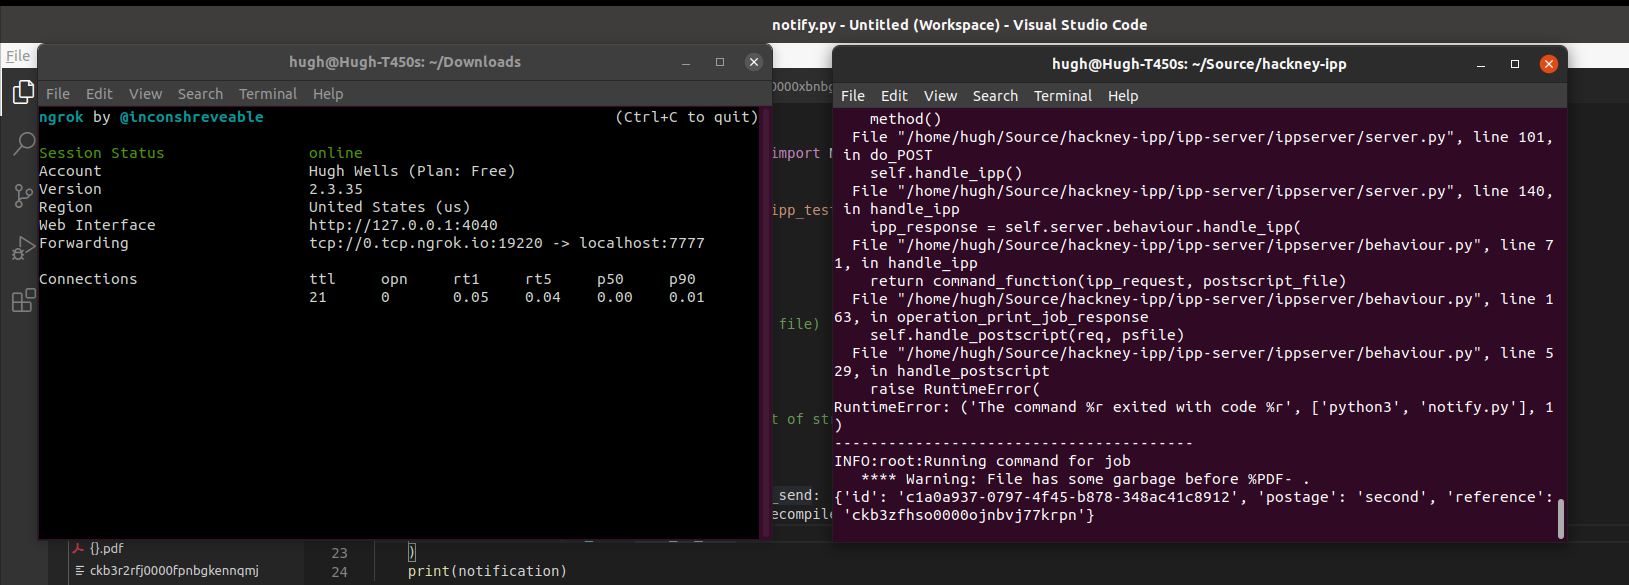 notify.py - Untitled (Workspace) - Visual Studio Code
File
hugh@Hugh-T450s: ~/Downloads
File Edit View Search Terminal Help
ngrok by @inconshreveable (Ctrl+C to quit)
Session Status online
Account Hugh Wells (Plan: Free)
Version 2.3.35
Region United States (us)
Web Interface http://127.0.0.1:4040
Forwarding tcp://0.tcp.ngrok.io:19220 -> localhost:7777
Connections ttl opn rt1 rt5 p50 p90
21 0 0.05 0.04 0.00 0.01
0000xbnbg
import
ipp_test
file)
t of st
_send:
ecompile
hugh@Hugh-T450s: ~/Source/hackney-ipp
File Edit View Search Terminal Help
method()
File "/home/hugh/Source/hackney-ipp/ipp-server/ippserver/server.py", line 101,
in do_POST
self.handle_ipp()
File "/home/hugh/Source/hackney-ipp/ipp-server/ippserver/server.py", line 140,
in handle_ipp
ipp_response = self.server.behaviour.handle_ipp(
File "/home/hugh/Source/hackney-ipp/ipp-server/ippserver/behaviour.py", line 7
1, in handle_ipp
return command_function(ipp_request, postscript_file)
File "/home/hugh/Source/hackney-ipp/ipp-server/ippserver/behaviour.py", line 1
63, in operation_print_job_response
self.handle_postscript(req, psfile)
File "/home/hugh/Source/hackney-ipp/ipp-server/ippserver/behaviour.py", line 5
29, in handle_postscript
raise RuntimeError(
RuntimeError: ('The command %r exited with code %r', ['python3', 'notify.py'], 1
)
----------------------------------------
INFO:root:Running command for job
**** Warning: File has some garbage before %PDF- .
{'id': 'c1a0a937-0797-4f45-b878-348ac41c8912', 'postage': 'second', 'reference':
'ckb3zfhso0000ojnbvj77krpn'}
{}.pdf
ckb3r2rfj0000fpnbgkennqmj
23 )
24 print(notification)